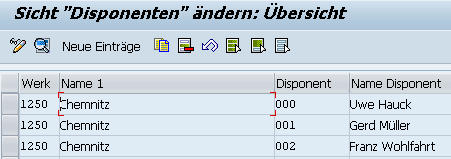 Sicht "Disponenten" ändern: Übersicht
Neue Einträge
Werk Name 1 Disponent Name Disponent
1250 Chemnitz 000 Uwe Hauck
1250 Chemnitz 001 Gerd Müller
1250 Chemnitz 002 Franz Wohlfahrt